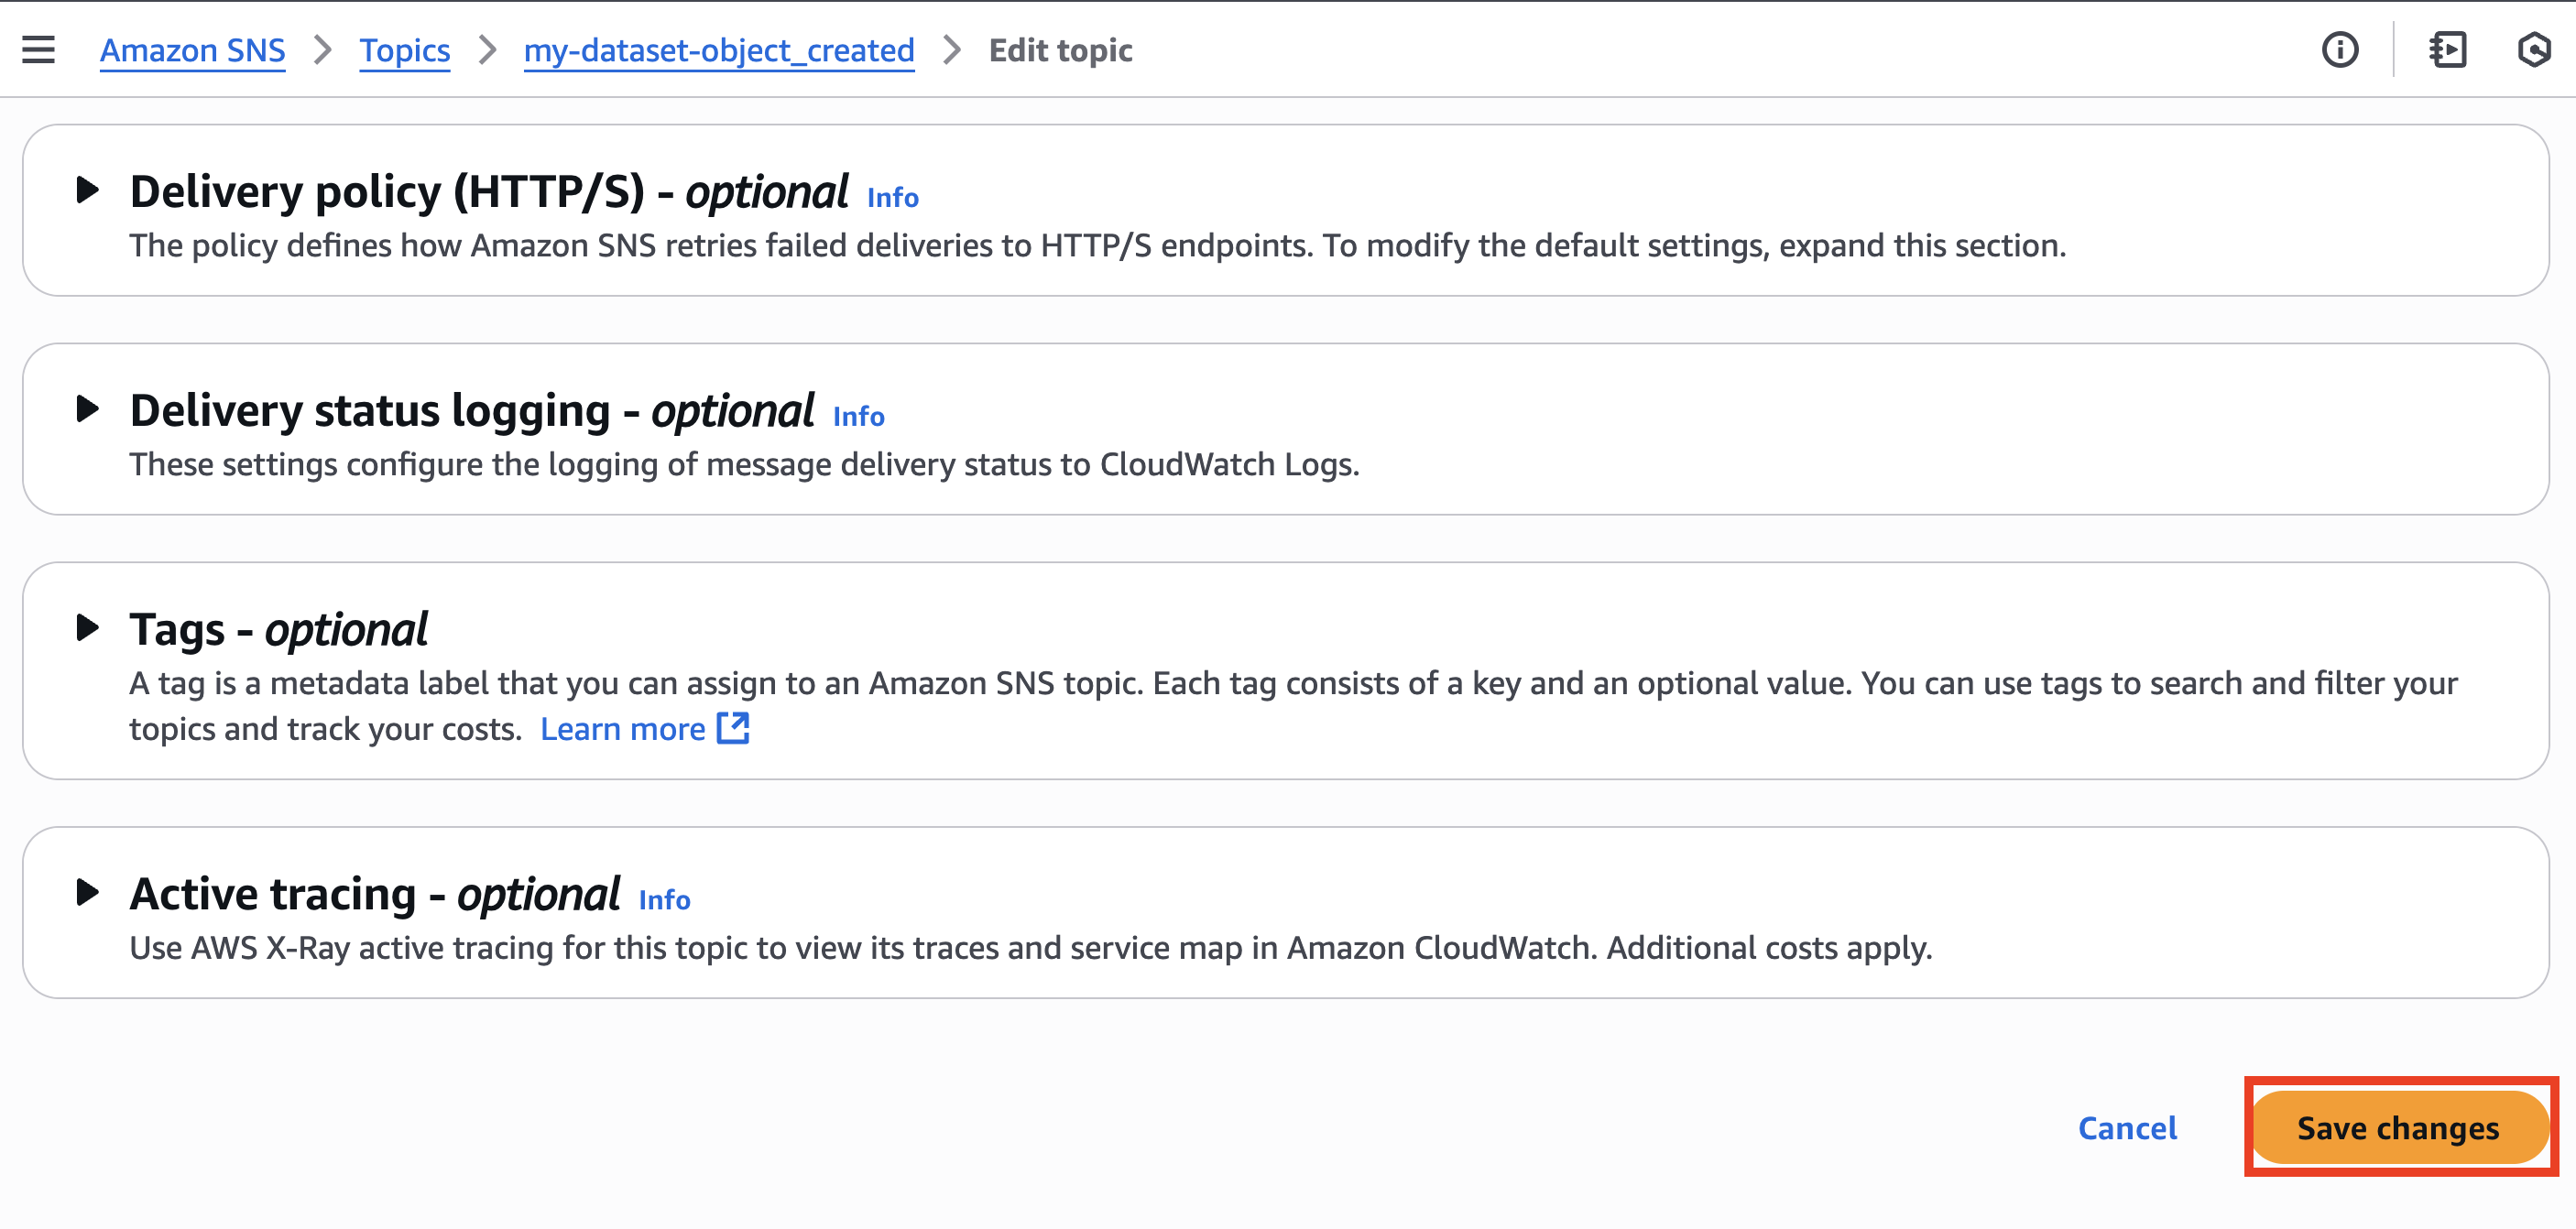 Amazon SNS > Topics > my-dataset-object_created > Edit topic
Delivery policy (HTTP/S) - optional Info
The policy defines how Amazon SNS retries failed deliveries to HTTP/S endpoints. To modify the default settings, expand this section.
Delivery status logging - optional Info
These settings configure the logging of message delivery status to CloudWatch Logs.
Tags - optional
A tag is a metadata label that you can assign to an Amazon SNS topic. Each tag consists of a key and an optional value. You can use tags to search and filter your
topics and track your costs. Learn more
Active tracing - optional Info
Use AWS X-Ray active tracing for this topic to view its traces and service map in Amazon CloudWatch. Additional costs apply.
Cancel Save changes